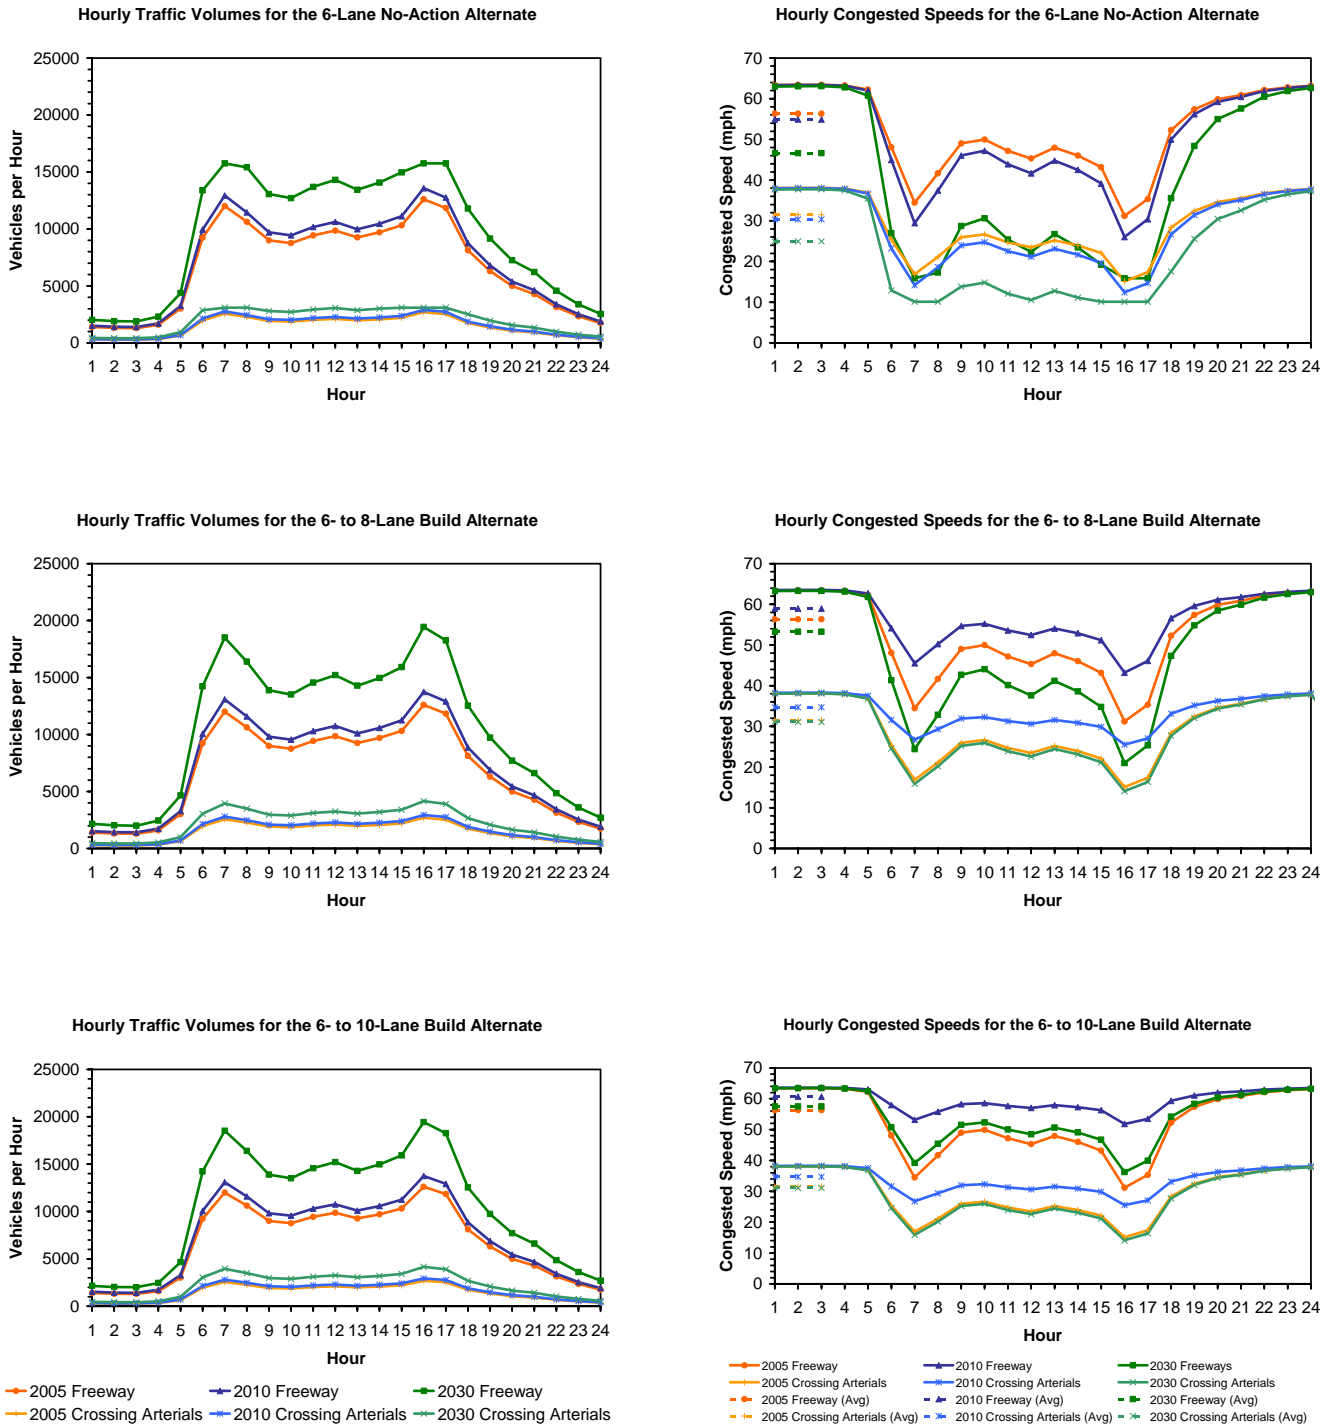 Hourly Traffic Volumes for the 6-Lane No-Action Alternate
25000
20000
15000
10000
5000
0
Vehicles per Hour
1 2 3 4 5 6 7 8 9 10 11 12 13 14 15 16 17 18 19 20 21 22 23 24
Hour
Hourly Congested Speeds for the 6-Lane No-Action Alternate
70
60
50
40
30
20
10
0
Congested Speed (mph)
1 2 3 4 5 6 7 8 9 10 11 12 13 14 15 16 17 18 19 20 21 22 23 24
Hour
Hourly Traffic Volumes for the 6- to 8-Lane Build Alternate
25000
20000
15000
10000
5000
0
Vehicles per Hour
1 2 3 4 5 6 7 8 9 10 11 12 13 14 15 16 17 18 19 20 21 22 23 24
Hour
Hourly Congested Speeds for the 6- to 8-Lane Build Alternate
70
60
50
40
30
20
10
0
Congested Speed (mph)
1 2 3 4 5 6 7 8 9 10 11 12 13 14 15 16 17 18 19 20 21 22 23 24
Hour
Hourly Traffic Volumes for the 6- to 10-Lane Build Alternate
25000
20000
15000
10000
5000
0
Vehicles per Hour
1 2 3 4 5 6 7 8 9 10 11 12 13 14 15 16 17 18 19 20 21 22 23 24
Hour
2005 Freeway 2010 Freeway 2030 Freeway
2005 Crossing Arterials 2010 Crossing Arterials 2030 Crossing Arterials
Hourly Congested Speeds for the 6- to 10-Lane Build Alternate
70
60
50
40
30
20
10
0
Congested Speed (mph)
1 2 3 4 5 6 7 8 9 10 11 12 13 14 15 16 17 18 19 20 21 22 23 24
Hour
2005 Freeway 2010 Freeway 2030 Freeways
2005 Crossing Arterials 2010 Crossing Arterials 2030 Crossing Arterials
2005 Freeway (Avg) 2010 Freeway (Avg) 2030 Freeway (Avg)
2005 Crossing Arterials (Avg) 2010 Crossing Arterials (Avg) 2030 Crossing Arterials (Avg)